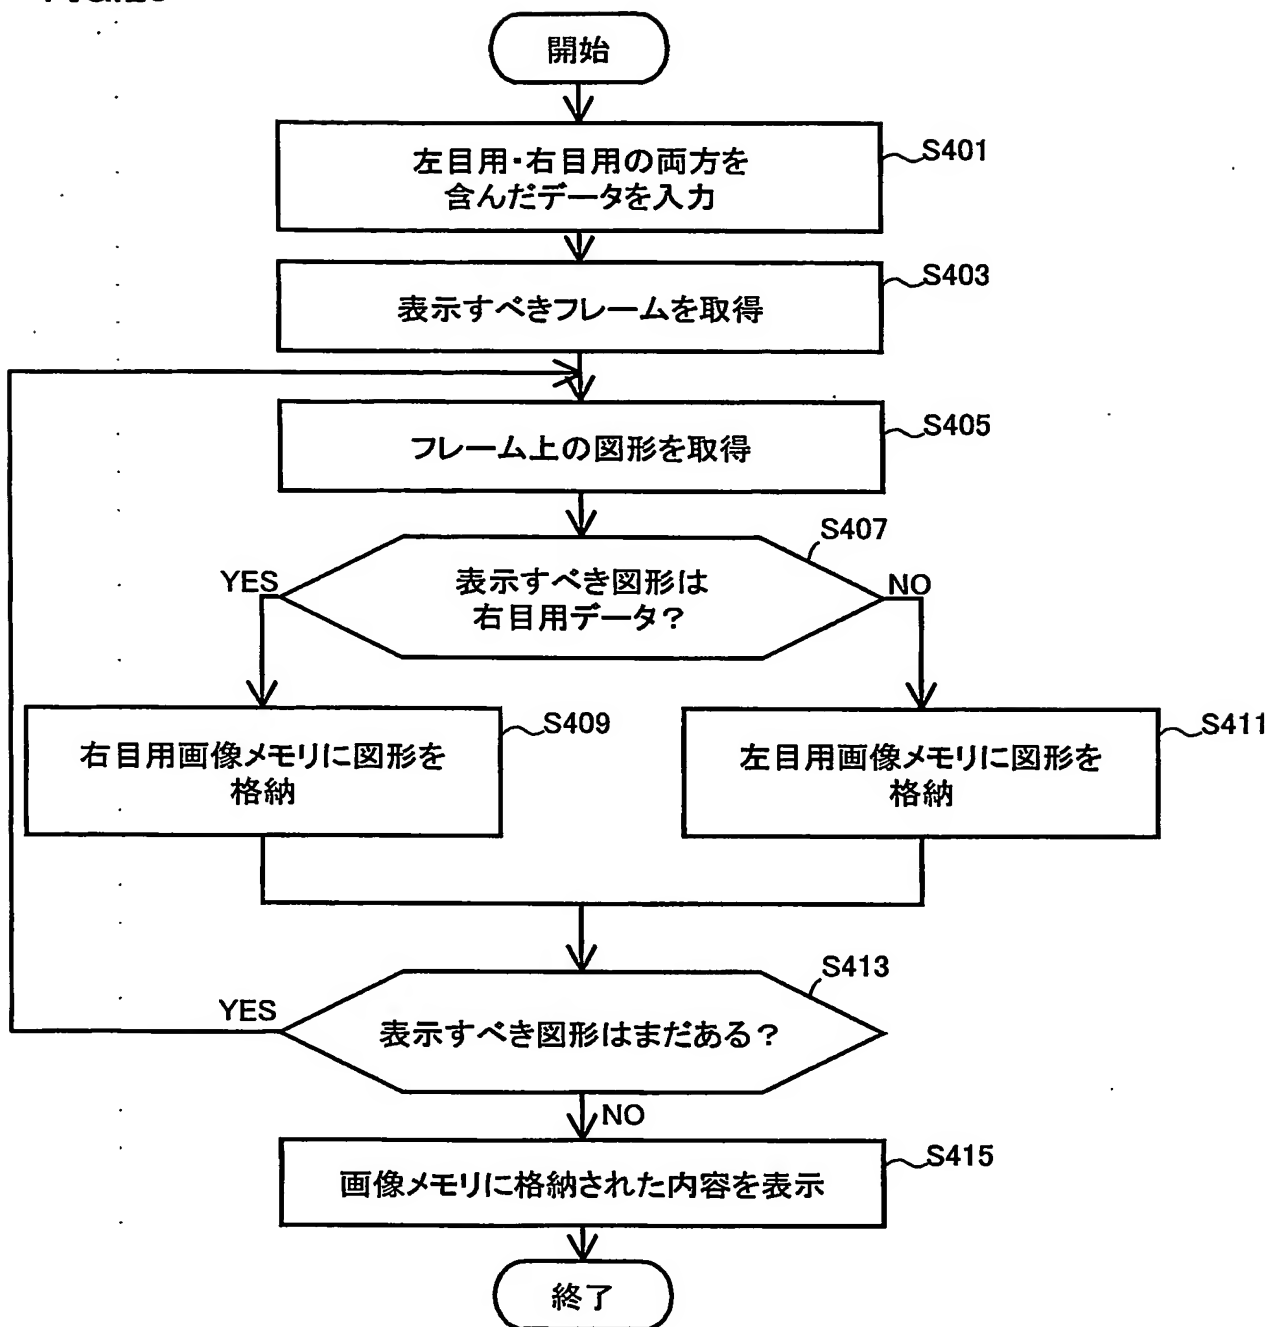 開始
左目用・右目用の両方を
含んだデータを入力
S401
表示すべきフレームを取得
S403
フレーム上の図形を取得
S405
S407
表示すべき図形は
右目用データ?
YES
NO
右目用画像メモリに図形を
格納
S409
左目用画像メモリに図形を
格納
S411
S413
表示すべき図形はまだある?
YES
NO
画像メモリに格納された内容を表示
S415
終了